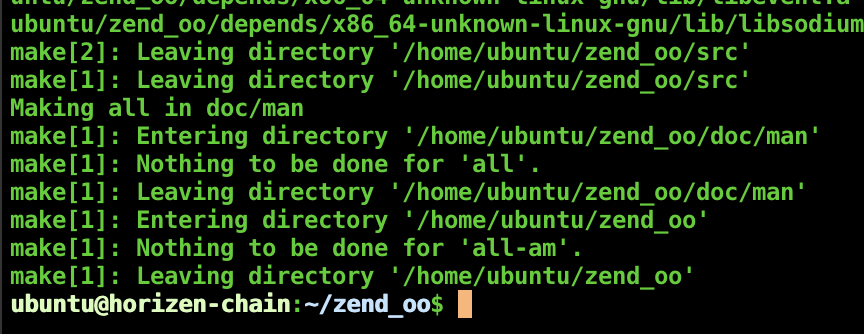 ubuntu/zend_oo/depends/x86_64-unknown-linux-gnu/lib/libsodium
make[2]: Leaving directory '/home/ubuntu/zend_oo/src'
make[1]: Leaving directory '/home/ubuntu/zend_oo/src'
Making all in doc/man
make[1]: Entering directory '/home/ubuntu/zend_oo/doc/man'
make[1]: Nothing to be done for 'all'.
make[1]: Leaving directory '/home/ubuntu/zend_oo/doc/man'
make[1]: Entering directory '/home/ubuntu/zend_oo'
make[1]: Nothing to be done for 'all-am'.
make[1]: Leaving directory '/home/ubuntu/zend_oo'
ubuntu@horizen-chain:~/zend_oo$